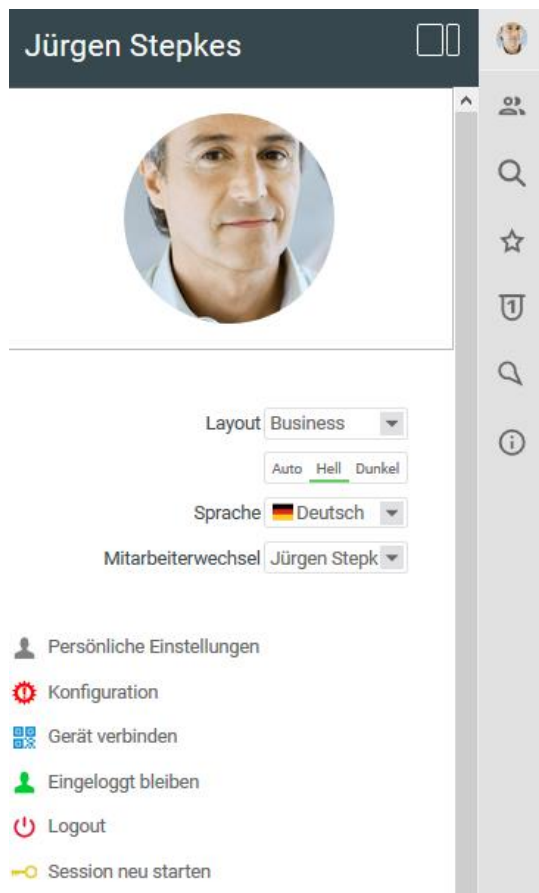 Jürgen Stepkes
Layout Business
Auto Hell Dunkel
Sprache Deutsch
Mitarbeiterwechsel Jürgen Stepk
Persönliche Einstellungen
Konfiguration
Gerät verbinden
Eingeloggt bleiben
Logout
Session neu starten
1